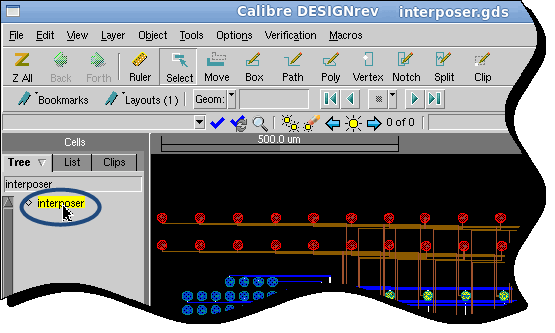 Calibre DESIGNrev interposer.gds
File Edit View Layer Object Tools Options Verification Macros
Z All Back Forth Ruler Select Move Box Path Poly Vertex Notch Split Clip
Bookmarks Layouts (1) Geom:
0 of 0
Cells
500.0 um
Tree List Clips
interposer
interposer